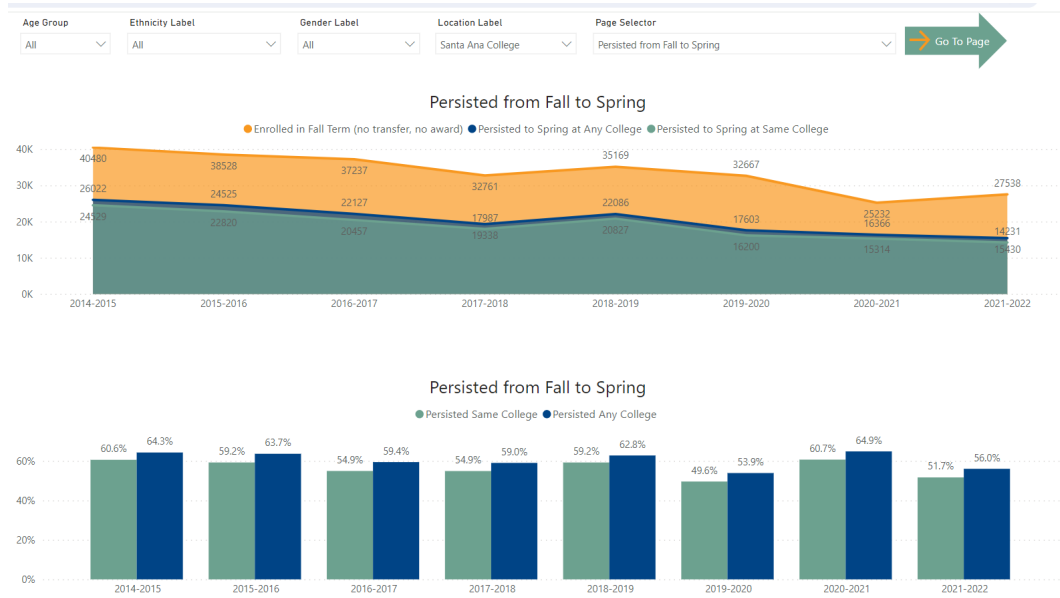 Age Group Ethnicity Label Gender Label Location Label Page Selector
All All All Santa Ana College Persisted from Fall to Spring Go To Page
Persisted from Fall to Spring
Enrolled in Fall Term (no transfer, no award) Persisted to Spring at Any College Persisted to Spring at Same College
40K
30K
20K
10K
0K
40480 38528 37237 32761 35169 32667 25232 27538
26022 24525 22127 17987 22086 17603 16366 14231
24529 22820 20457 19338 20827 16200 15314 15430
2014-2015 2015-2016 2016-2017 2017-2018 2018-2019 2019-2020 2020-2021 2021-2022
Persisted from Fall to Spring
Persisted Same College Persisted Any College
60.6% 64.3% 59.2% 63.7% 54.9% 59.4% 54.9% 59.0% 59.2% 62.8% 49.6% 53.9% 60.7% 64.9% 51.7% 56.0%
60%
40%
20%
0%
2014-2015 2015-2016 2016-2017 2017-2018 2018-2019 2019-2020 2020-2021 2021-2022